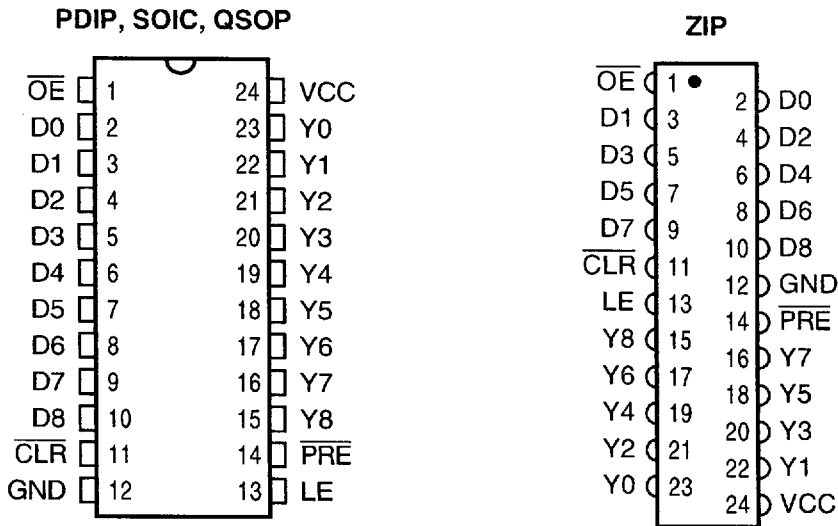 PDIP, SOIC, QSOP
OE 1 24 VCC
D0 2 23 Y0
D1 3 22 Y1
D2 4 21 Y2
D3 5 20 Y3
D4 6 19 Y4
D5 7 18 Y5
D6 8 17 Y6
D7 9 16 Y7
D8 10 15 Y8
CLR 11 14 PRE
GND 12 13 LE
ZIP
OE 1
2 D0
D1 3
4 D2
D3 5
6 D4
D5 7
8 D6
D7 9
10 D8
CLR 11
12 GND
LE 13
14 PRE
Y8 15
16 Y7
Y6 17
18 Y5
Y4 19
20 Y3
Y2 21
22 Y1
Y0 23
24 VCC